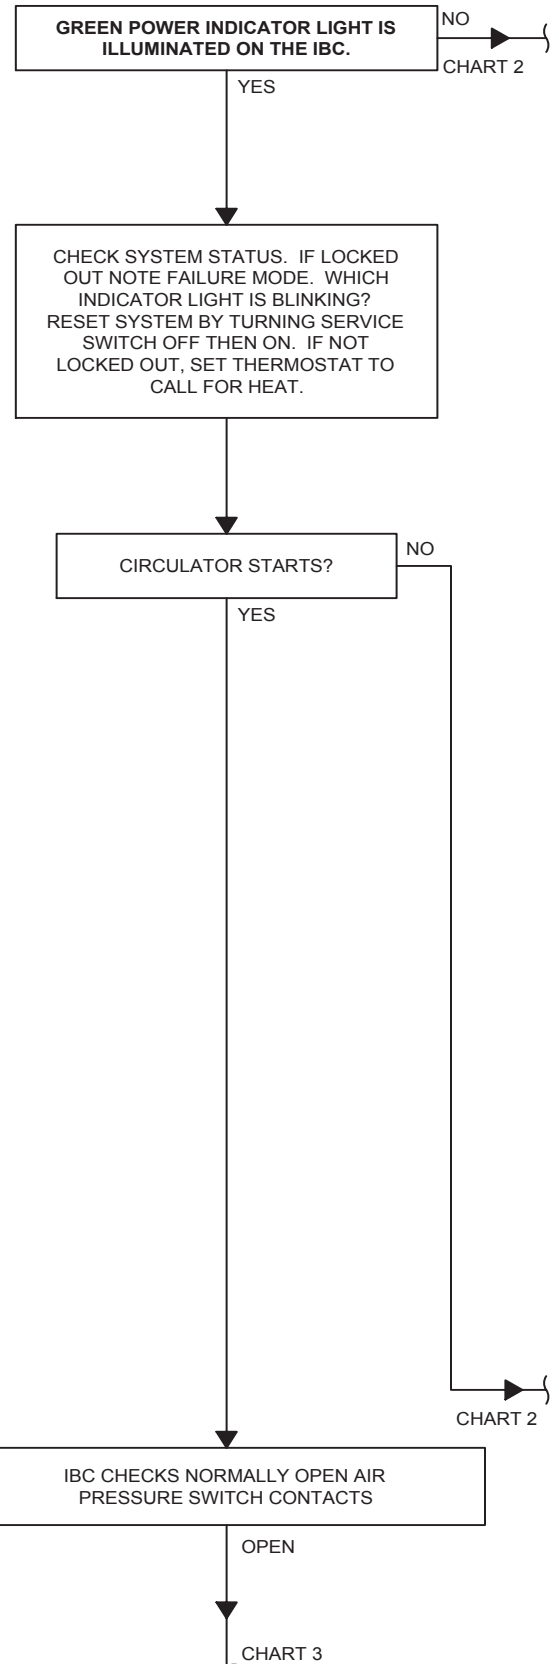 GREEN POWER INDICATOR LIGHT IS
ILLUMINATED ON THE IBC.
NO
CHART 2
YES
CHECK SYSTEM STATUS. IF LOCKED
OUT NOTE FAILURE MODE. WHICH
INDICATOR LIGHT IS BLINKING?
RESET SYSTEM BY TURNING SERVICE
SWITCH OFF THEN ON. IF NOT
LOCKED OUT, SET THERMOSTAT TO
CALL FOR HEAT.
CIRCULATOR STARTS?
NO
YES
CHART 2
IBC CHECKS NORMALLY OPEN AIR
PRESSURE SWITCH CONTACTS
OPEN
CHART 3